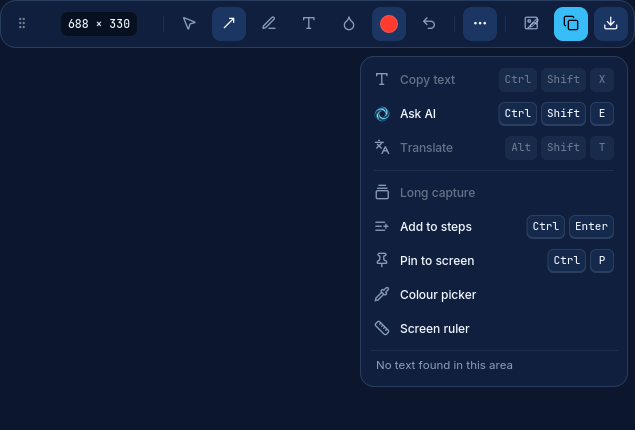 688 × 330
Copy text Ctrl Shift X
Ask AI Ctrl Shift E
Translate Alt Shift T
Long capture
Add to steps Ctrl Enter
Pin to screen Ctrl P
Colour picker
Screen ruler
No text found in this area